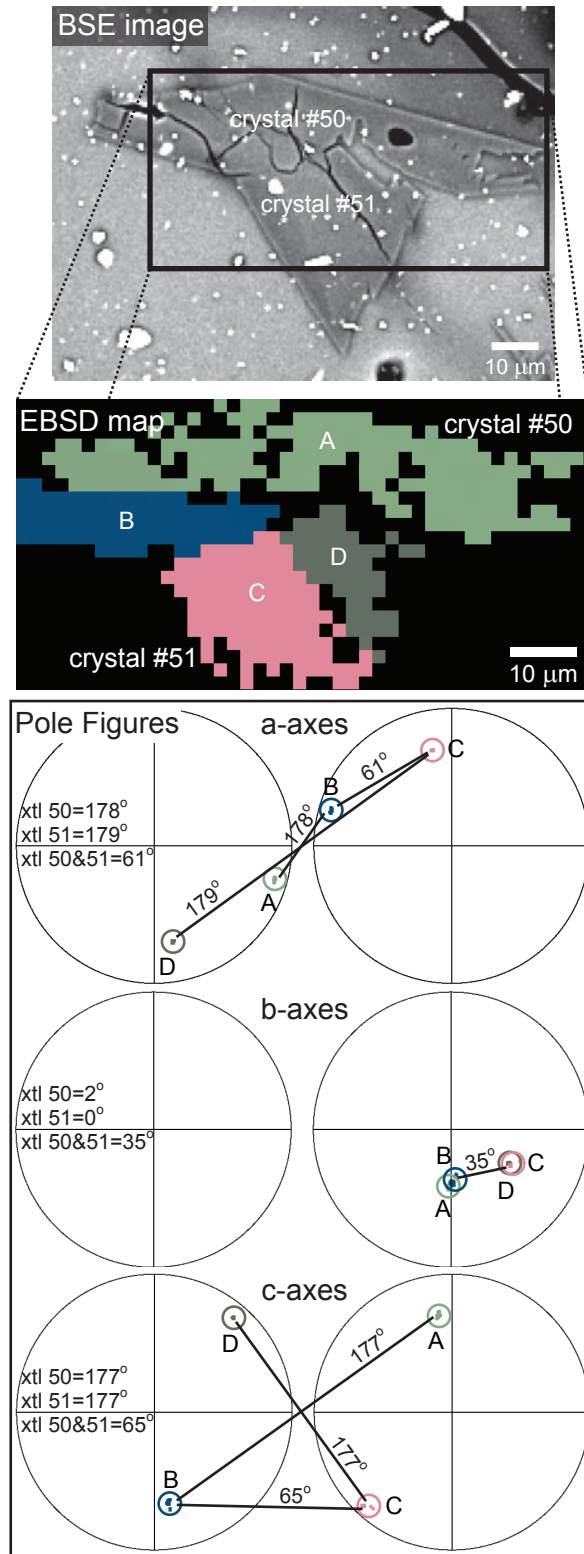 BSE image
crystal #50
crystal #51
10 μm
EBSD map
crystal #50
A
B
D
C
crystal #51
10 μm
Pole Figures
a-axes
C
B
61°
xtl 50=178°
178°
xtl 51=179°
xtl 50&51=61°
179°
A
D
b-axes
xtl 50=2°
xtl 51=0°
xtl 50&51=35°
B
35°
C
D
A
c-axes
D
A
177°
xtl 50=177°
xtl 51=177°
xtl 50&51=65°
177°
B
65°
C